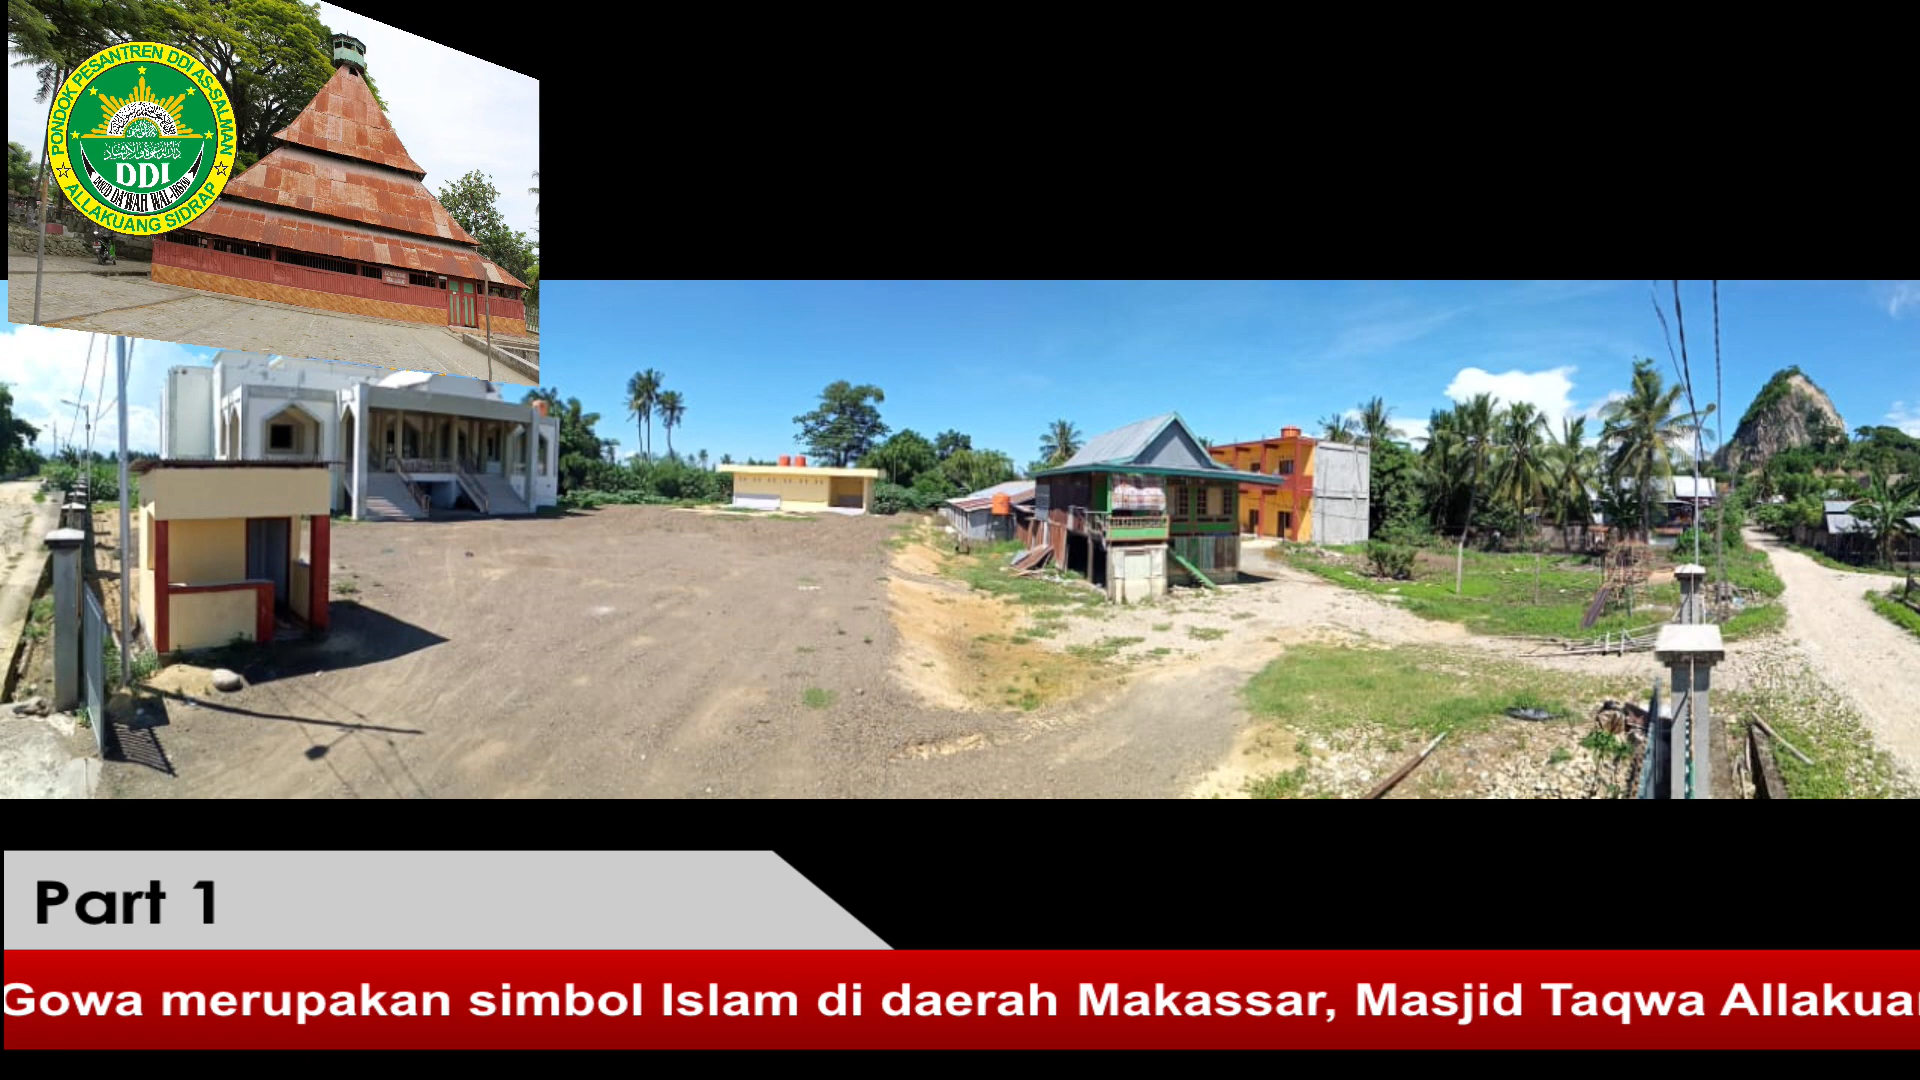 PONDOK PESANTREN DDI AS-SALMAN
DDI
ALLAKUANG SIDRAP
Part 1
Gowa merupakan simbol Islam di daerah Makassar, Masjid Taqwa Allakua